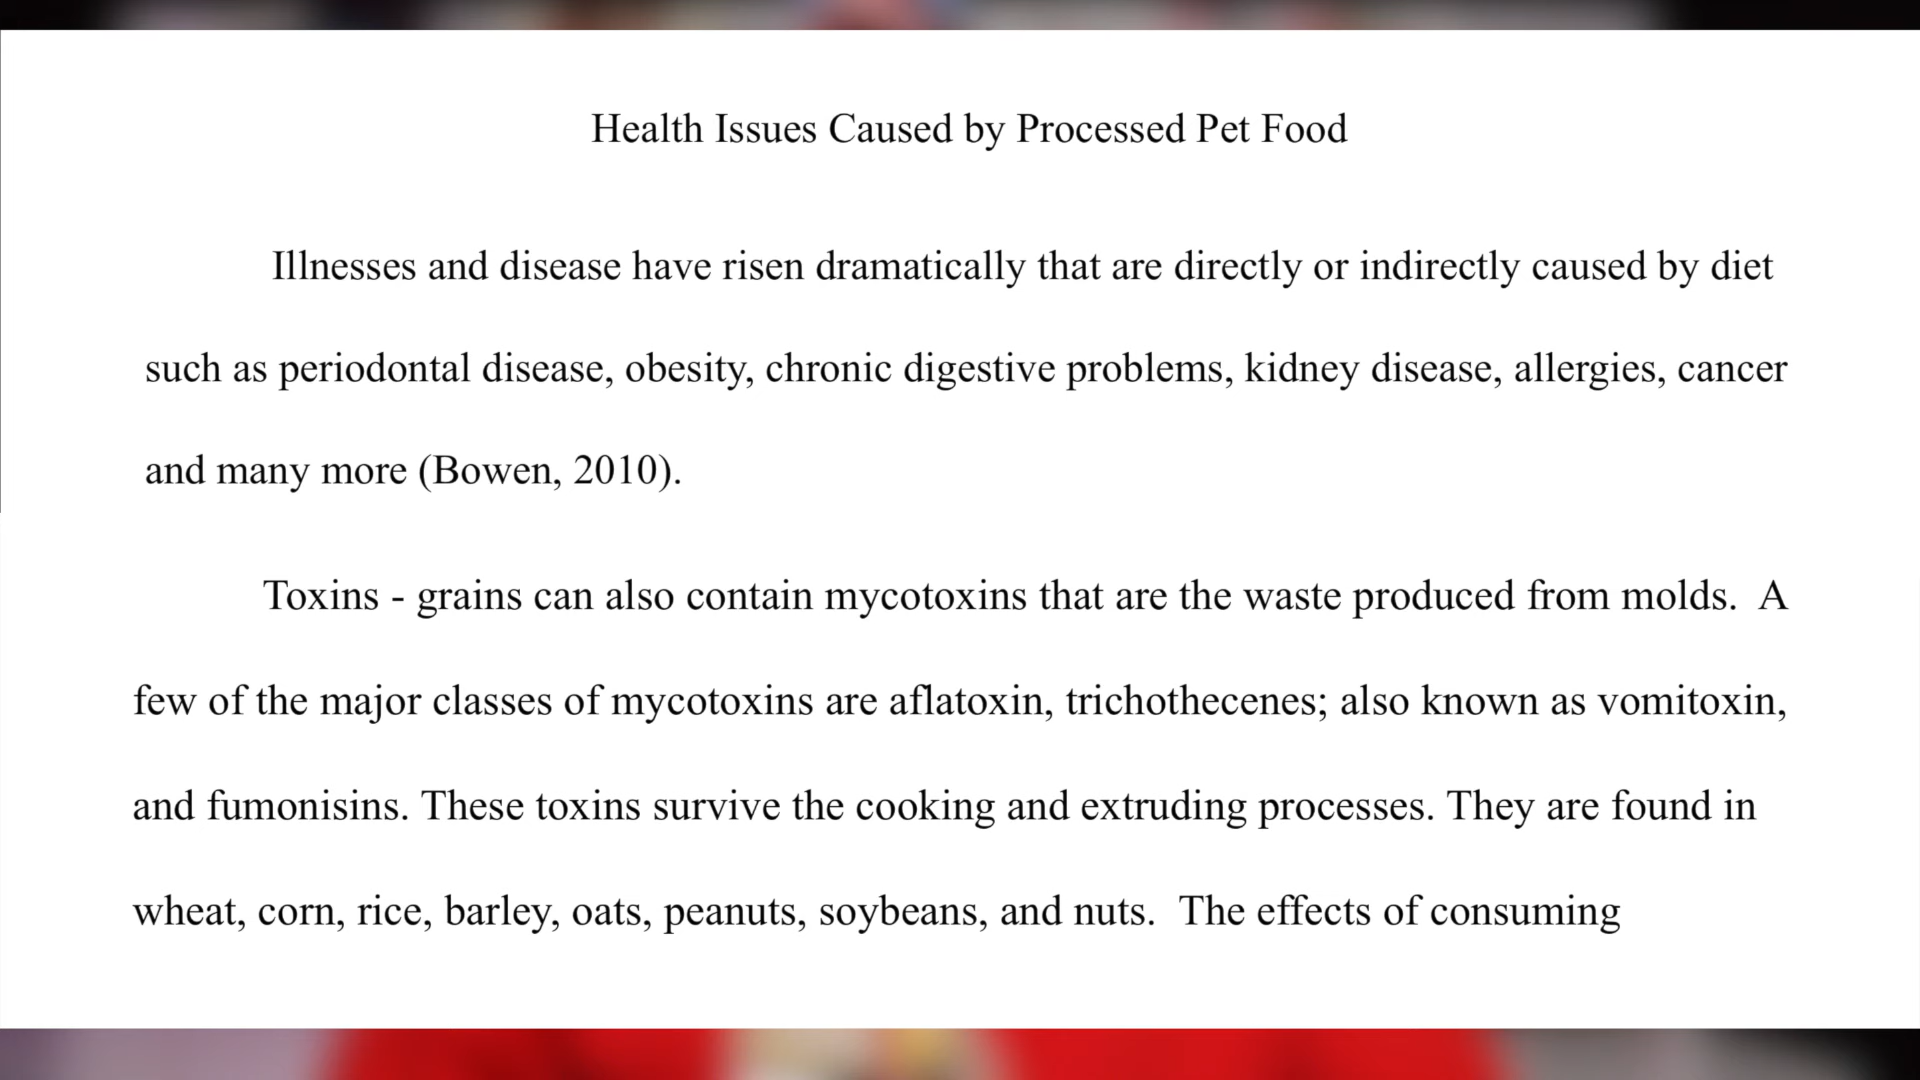 Health Issues Caused by Processed Pet Food
Illnesses and disease have risen dramatically that are directly or indirectly caused by diet
such as periodontal disease, obesity, chronic digestive problems, kidney disease, allergies, cancer
and many more (Bowen, 2010).
Toxins - grains can also contain mycotoxins that are the waste produced from molds.  A
few of the major classes of mycotoxins are aflatoxin, trichothecenes; also known as vomitoxin,
and fumonisins. These toxins survive the cooking and extruding processes. They are found in
wheat, corn, rice, barley, oats, peanuts, soybeans, and nuts.  The effects of consuming